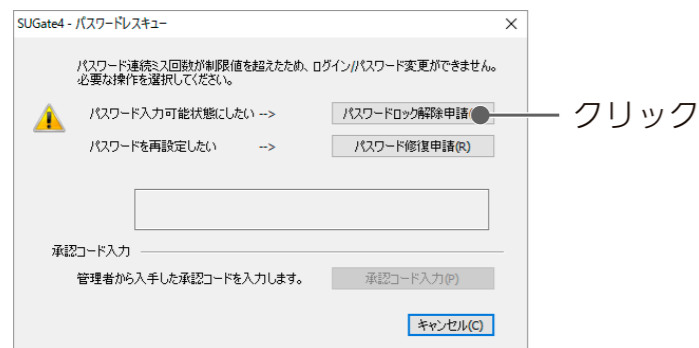 SUGate4 - パスワードレスキュー
パスワード連続ミス回数が制限値を超えたため、ログイン/パスワード変更ができません。
必要な操作を選択してください。
パスワード入力可能状態にしたい --> パスワードロック解除申請
クリック
パスワードを再設定したい --> パスワード修復申請(R)
承認コード入力
管理者から入手した承認コードを入力します。 承認コード入力(P)
キャンセル(C)